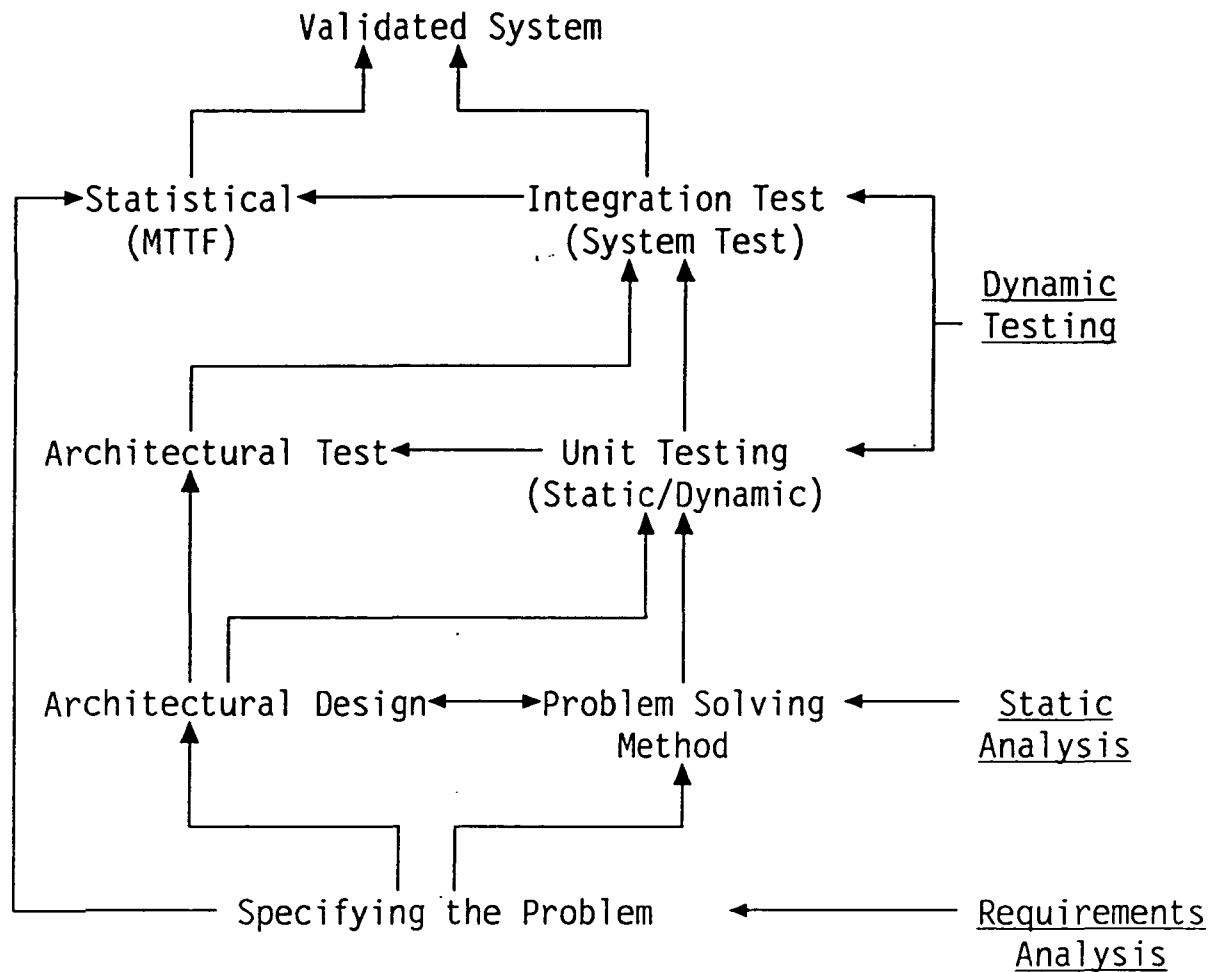 Validated System
Statistical
(MTTF)
Integration Test
(System Test)
Dynamic
Testing
Architectural Test
Unit Testing
(Static/Dynamic)
Architectural Design
Problem Solving
Method
Static
Analysis
Specifying the Problem
Requirements
Analysis